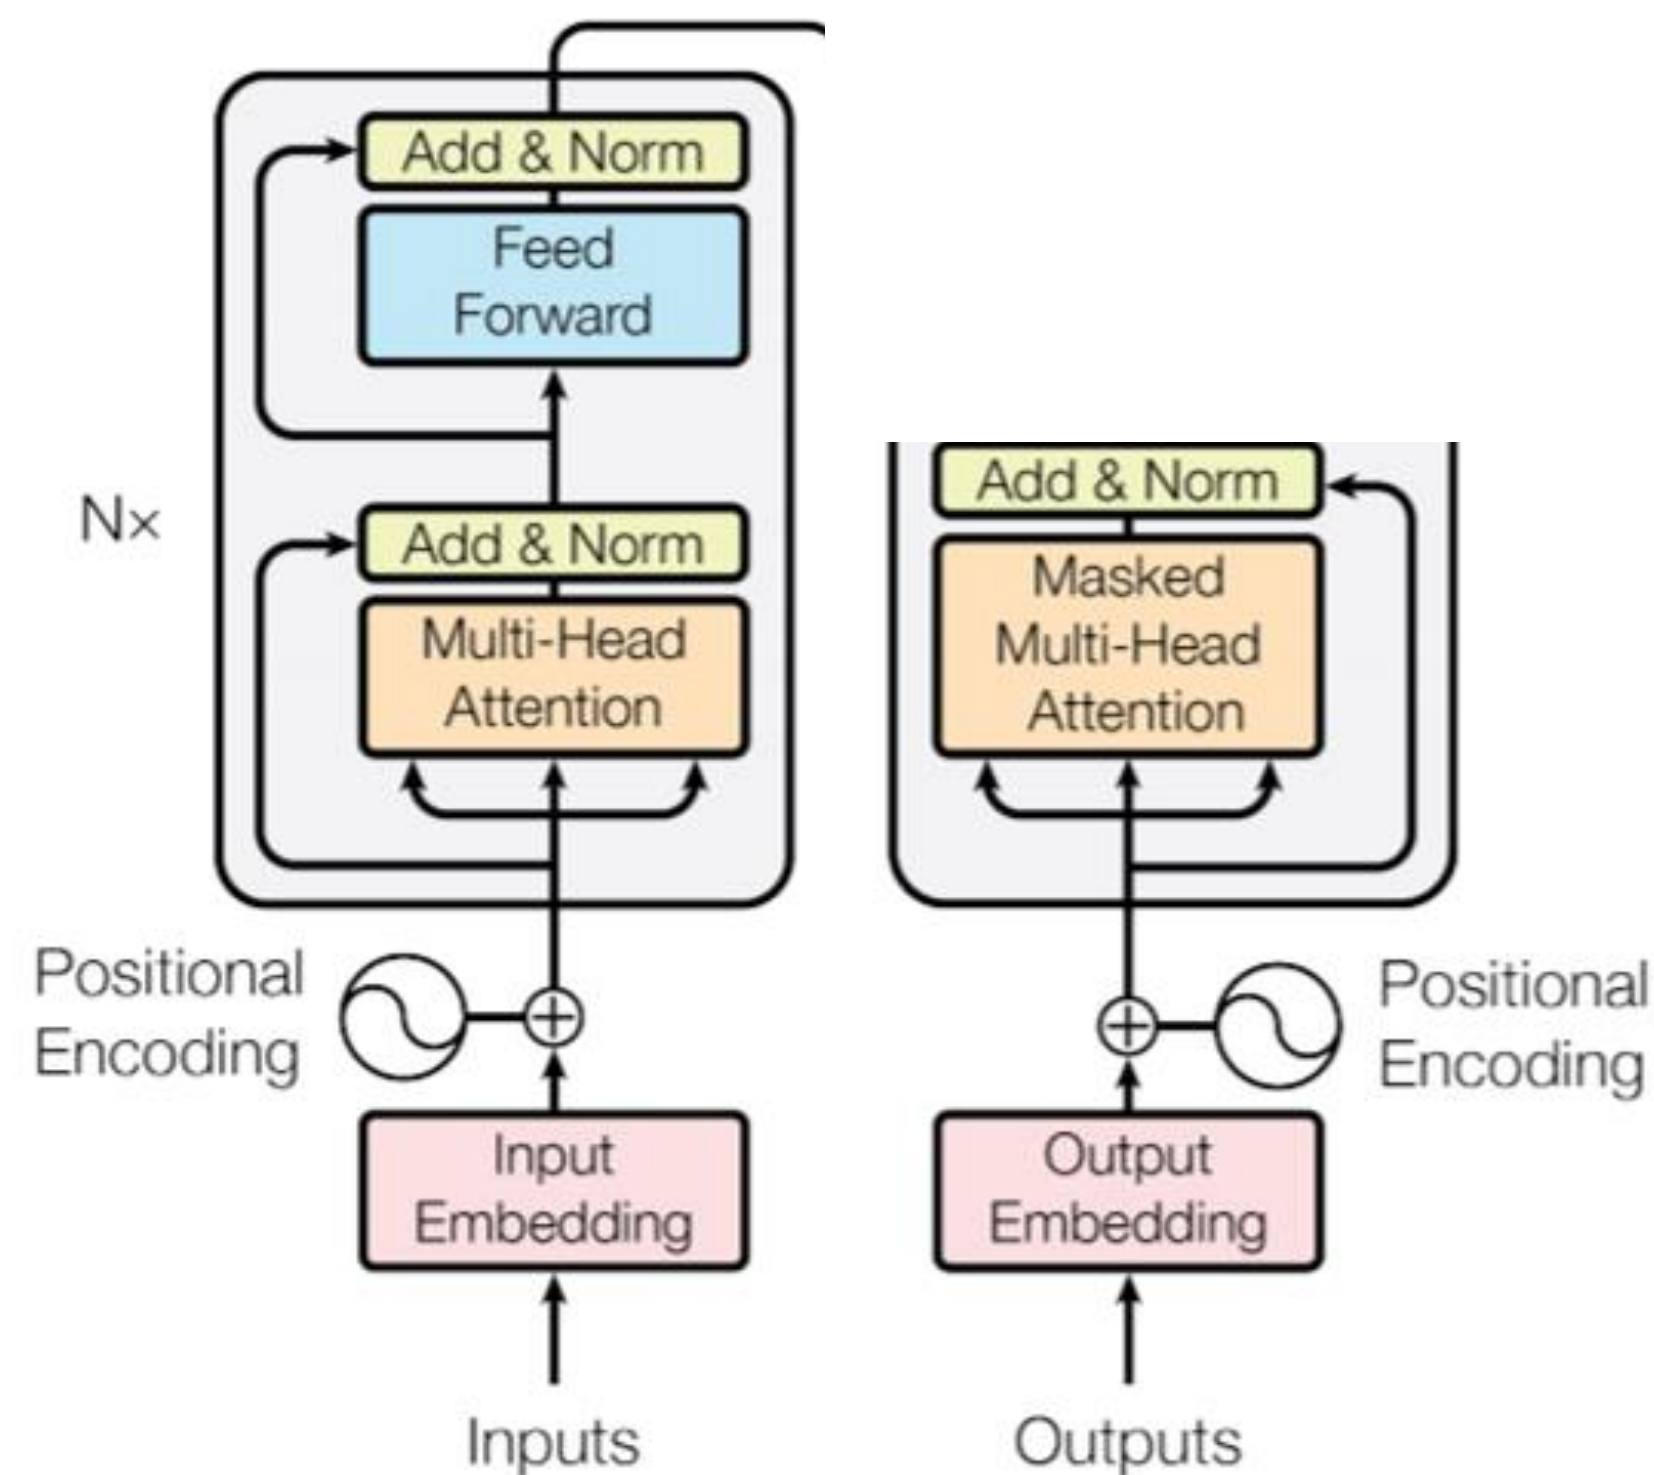 Add & Norm
Feed
Forward
Nx
Add & Norm
Multi-Head
Attention
Positional
Encoding
Input
Embedding
Inputs
Add & Norm
Masked
Multi-Head
Attention
Positional
Encoding
Output
Embedding
Outputs